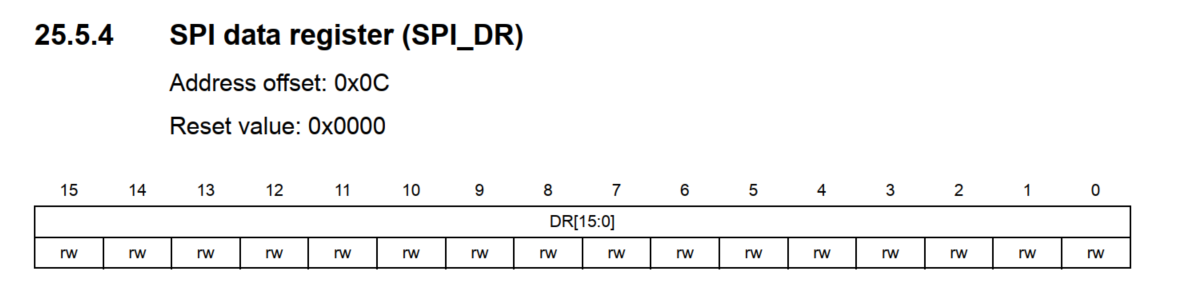 25.5.4 SPI data register (SPI_DR)
Address offset: 0x0C
Reset value: 0x0000
15 14 13 12 11 10 9 8 7 6 5 4 3 2 1 0
DR[15:0]
rw rw rw rw rw rw rw rw rw rw rw rw rw rw rw rw